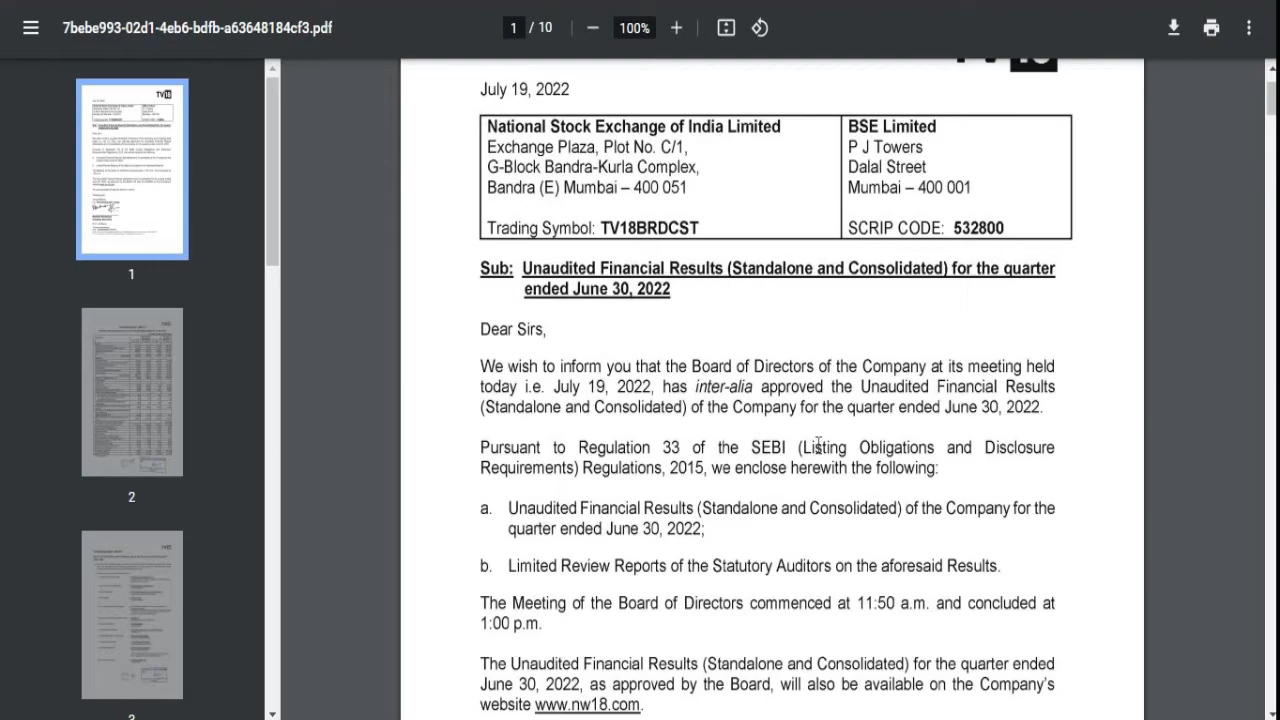 7bebe993-02d1-4eb6-bdfb-a63648184cf3.pdf
1 / 10
100%
1
2
3
July 19, 2022
National Stock Exchange of India Limited
Exchange Plaza, Plot No. C/1,
G-Block, Bandra-Kurla Complex,
Bandra (E) Mumbai – 400 051
Trading Symbol: TV18BRDCST
BSE Limited
P J Towers
Dalal Street
Mumbai – 400 001
SCRIP CODE: 532800
Sub: Unaudited Financial Results (Standalone and Consolidated) for the quarter
ended June 30, 2022
Dear Sirs,
We wish to inform you that the Board of Directors of the Company at its meeting held
today i.e. July 19, 2022, has inter-alia approved the Unaudited Financial Results
(Standalone and Consolidated) of the Company for the quarter ended June 30, 2022.
Pursuant to Regulation 33 of the SEBI (Listing Obligations and Disclosure
Requirements) Regulations, 2015, we enclose herewith the following:
a. Unaudited Financial Results (Standalone and Consolidated) of the Company for the
quarter ended June 30, 2022;
b. Limited Review Reports of the Statutory Auditors on the aforesaid Results.
The Meeting of the Board of Directors commenced at 11:50 a.m. and concluded at
1:00 p.m.
The Unaudited Financial Results (Standalone and Consolidated) for the quarter ended
June 30, 2022, as approved by the Board, will also be available on the Company's
website www.nw18.com.